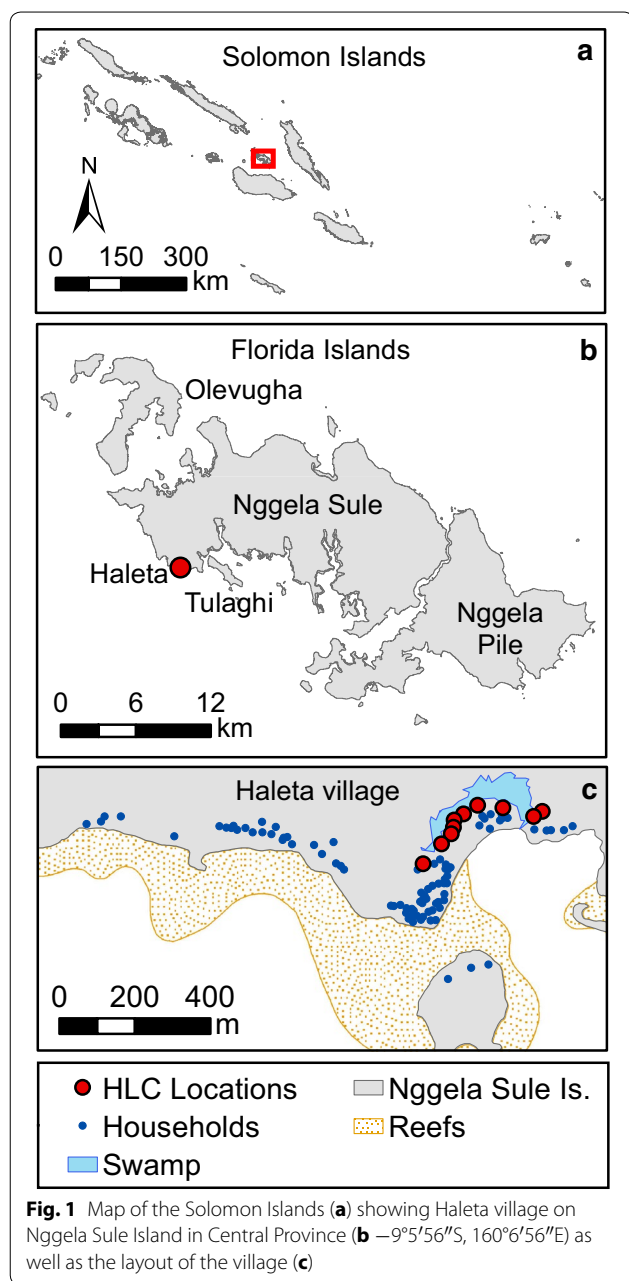 Solomon Islands
a
N
0 150 300
km
Florida Islands
b
Olevugha
Nggela Sule
Haleta
Tulaghi
Nggela
Pile
0 6 12
km
Haleta village
c
0 200 400
m
HLC Locations
Nggela Sule Is.
Households
Reefs
Swamp
Fig. 1 Map of the Solomon Islands (a) showing Haleta village on
Nggela Sule Island in Central Province (b −9°5′56″S, 160°6′56″E) as
well as the layout of the village (c)